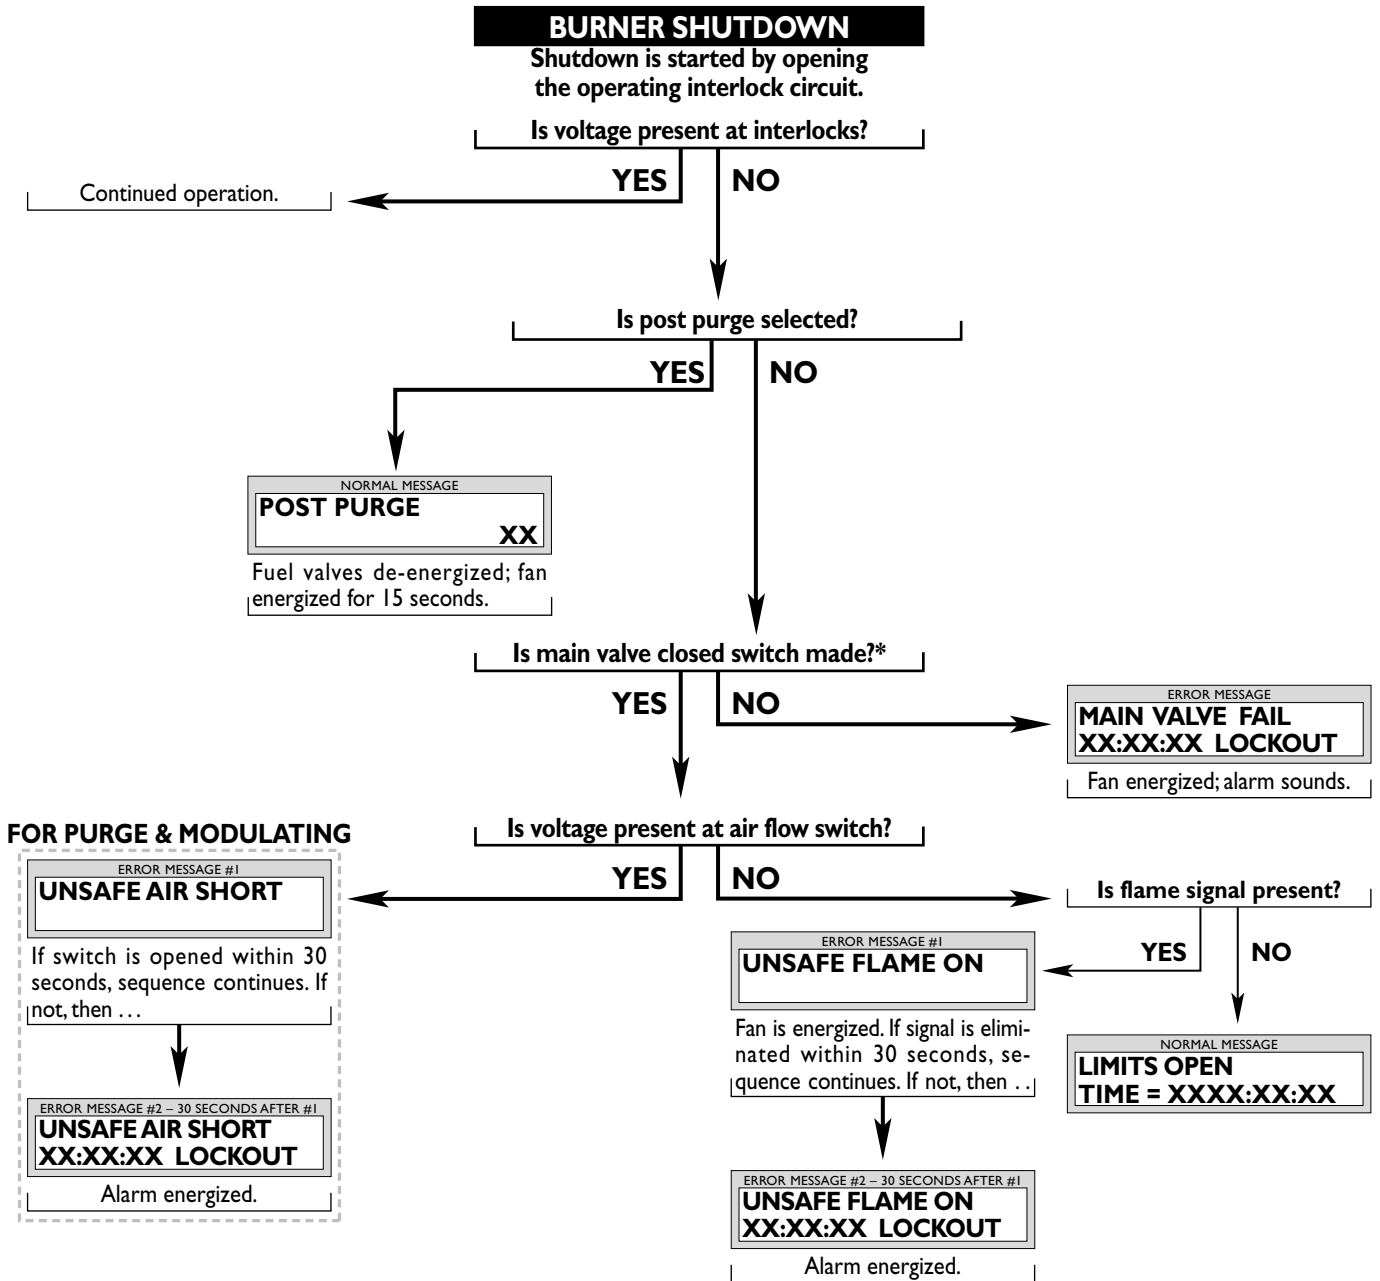 BURNER SHUTDOWN
Shutdown is started by opening
the operating interlock circuit.
Is voltage present at interlocks?
YES
NO
Continued operation.
Is post purge selected?
YES
NO
NORMAL MESSAGE
POST PURGE
XX
Fuel valves de-energized; fan
energized for 15 seconds.
Is main valve closed switch made?*
YES
NO
ERROR MESSAGE
MAIN VALVE FAIL
XX:XX:XX LOCKOUT
Fan energized; alarm sounds.
FOR PURGE & MODULATING
Is voltage present at air flow switch?
YES
NO
ERROR MESSAGE #1
UNSAFE AIR SHORT
If switch is opened within 30
seconds, sequence continues. If
not, then …
ERROR MESSAGE #2 – 30 SECONDS AFTER #1
UNSAFE AIR SHORT
XX:XX:XX LOCKOUT
Alarm energized.
Is flame signal present?
YES
NO
ERROR MESSAGE #1
UNSAFE FLAME ON
Fan is energized. If signal is elimi-
nated within 30 seconds, se-
quence continues. If not, then . .
ERROR MESSAGE #2 – 30 SECONDS AFTER #1
UNSAFE FLAME ON
XX:XX:XX LOCKOUT
Alarm energized.
NORMAL MESSAGE
LIMITS OPEN
TIME = XXXX:XX:XX